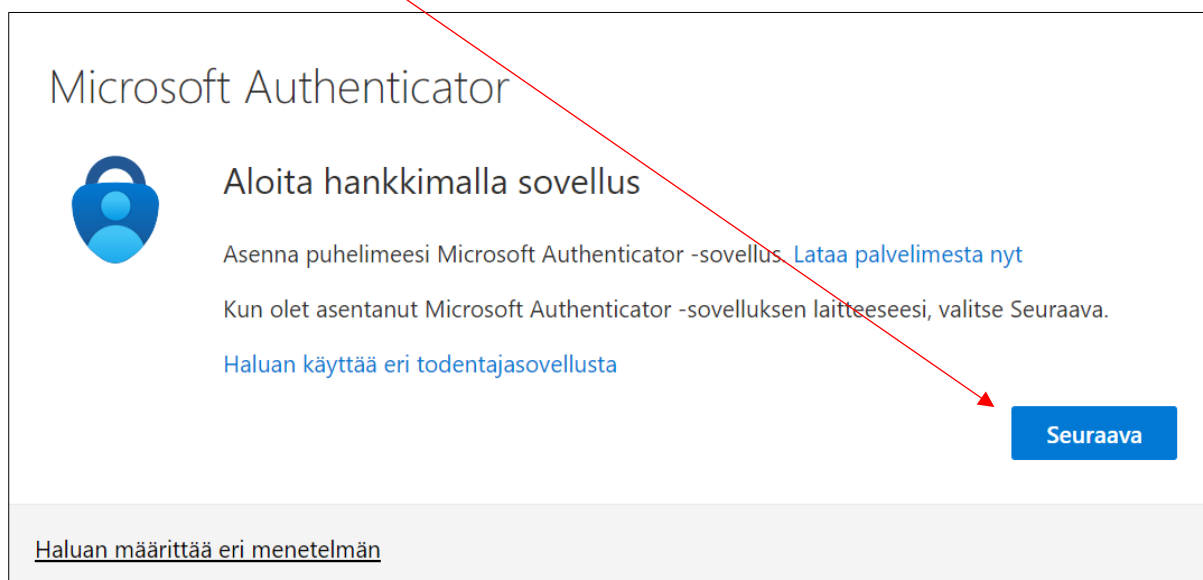 Microsoft Authenticator
Aloita hankkimalla sovellus
Asenna puhelimeesi Microsoft Authenticator -sovellus. Lataa palvelimesta nyt
Kun olet asentanut Microsoft Authenticator -sovelluksen laitteeseesi, valitse Seuraava.
Haluan käyttää eri todentajasovellusta
Seuraava
Haluan määrittää eri menetelmän